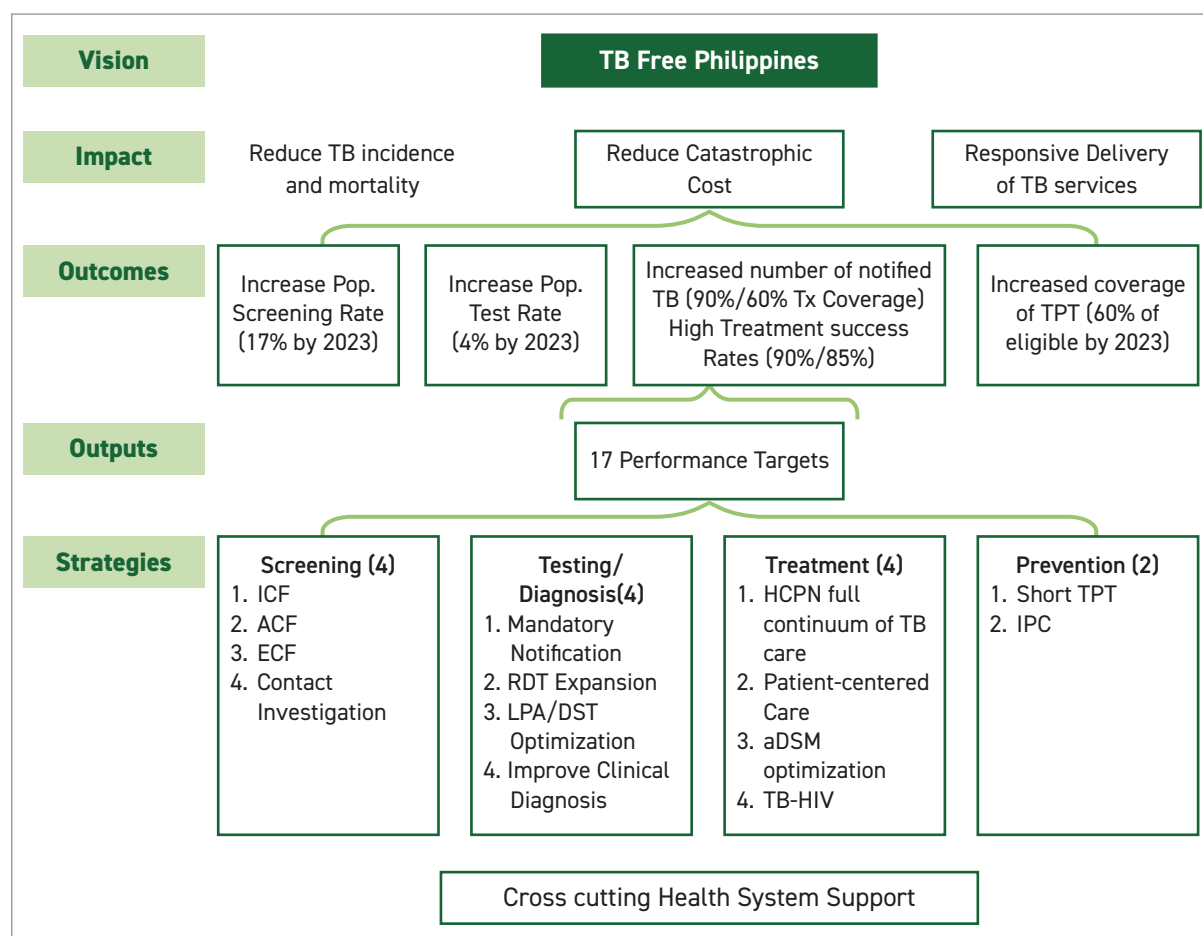 Vision
TB Free Philippines
Impact
Reduce TB incidence
and mortality
Reduce Catastrophic
Cost
Responsive Delivery
of TB services
Outcomes
Increase Pop.
Screening Rate
(17% by 2023)
Increase Pop.
Test Rate
(4% by 2023)
Increased number of notified
TB (90%/60% Tx Coverage)
High Treatment success
Rates (90%/85%)
Increased coverage
of TPT (60% of
eligible by 2023)
Outputs
17 Performance Targets
Strategies
Screening (4)
1. ICF
2. ACF
3. ECF
4. Contact
Investigation
Testing/
Diagnosis(4)
1. Mandatory
Notification
2. RDT Expansion
3. LPA/DST
Optimization
4. Improve Clinical
Diagnosis
Treatment (4)
1. HCPN full
continuum of TB
care
2. Patient-centered
Care
3. aDSM
optimization
4. TB-HIV
Prevention (2)
1. Short TPT
2. IPC
Cross cutting Health System Support